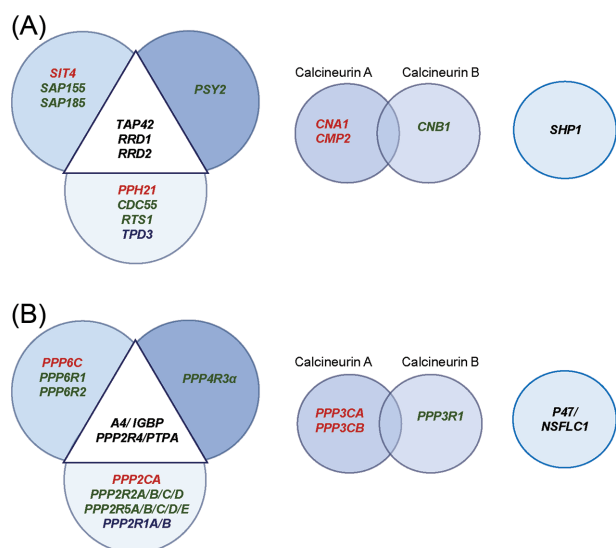 (A)
SIT4
SAP155
SAP185
PSY2
TAP42
RRD1
RRD2
PPH21
CDC55
RTS1
TPD3
Calcineurin A
Calcineurin B
CNA1
CMP2
CNB1
SHP1
(B)
PPP6C
PPP6R1
PPP6R2
PPP4R3α
A4/ IGBP
PPP2R4/PTPA
PPP2CA
PPP2R2A/B/C/D
PPP2R5A/B/C/D/E
PPP2R1A/B
Calcineurin A
Calcineurin B
PPP3CA
PPP3CB
PPP3R1
P47/
NSFLC1